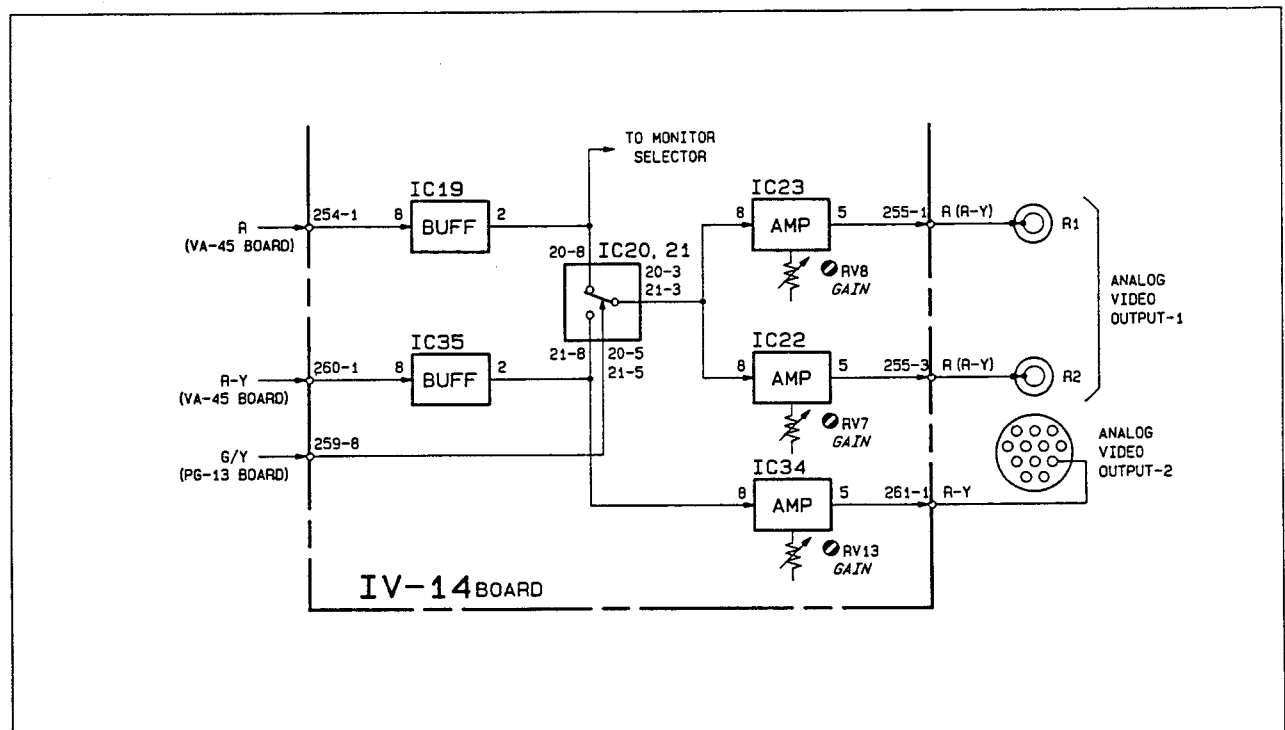 TO MONITOR
SELECTOR
IC19
IC23
R
(VA-45 BOARD)
254-1
8
BUFF
2
8
AMP
5
255-1
R (R-Y)
R1
20-8
IC20, 21
20-3
21-3
RV8
GAIN
ANALOG
VIDEO
OUTPUT-1
IC35
21-8
20-5
21-5
IC22
R-Y
(VA-45 BOARD)
260-1
8
BUFF
2
8
AMP
5
255-3
R (R-Y)
R2
RV7
GAIN
G/Y
(PG-13 BOARD)
259-8
ANALOG
VIDEO
OUTPUT-2
IC34
8
AMP
5
261-1
R-Y
RV13
GAIN
IV-14 BOARD